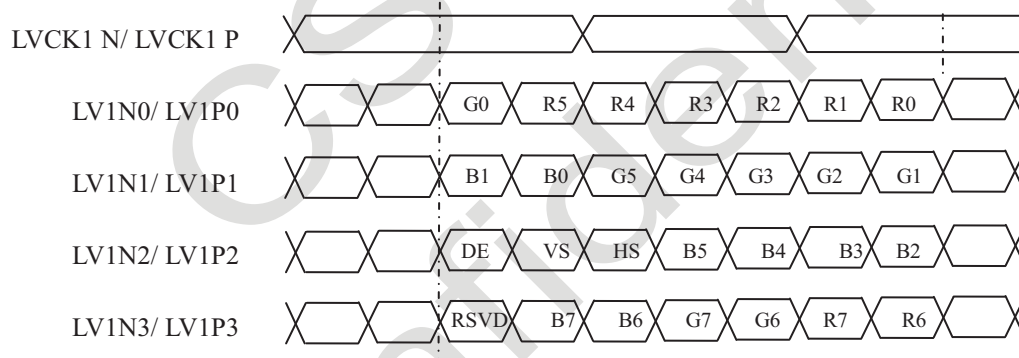 LVCK1 N/ LVCK1 P
LV1N0/ LV1P0 G0 R5 R4 R3 R2 R1 R0
LV1N1/ LV1P1 B1 B0 G5 G4 G3 G2 G1
LV1N2/ LV1P2 DE VS HS B5 B4 B3 B2
LV1N3/ LV1P3 RSVD B7 B6 G7 G6 R7 R6